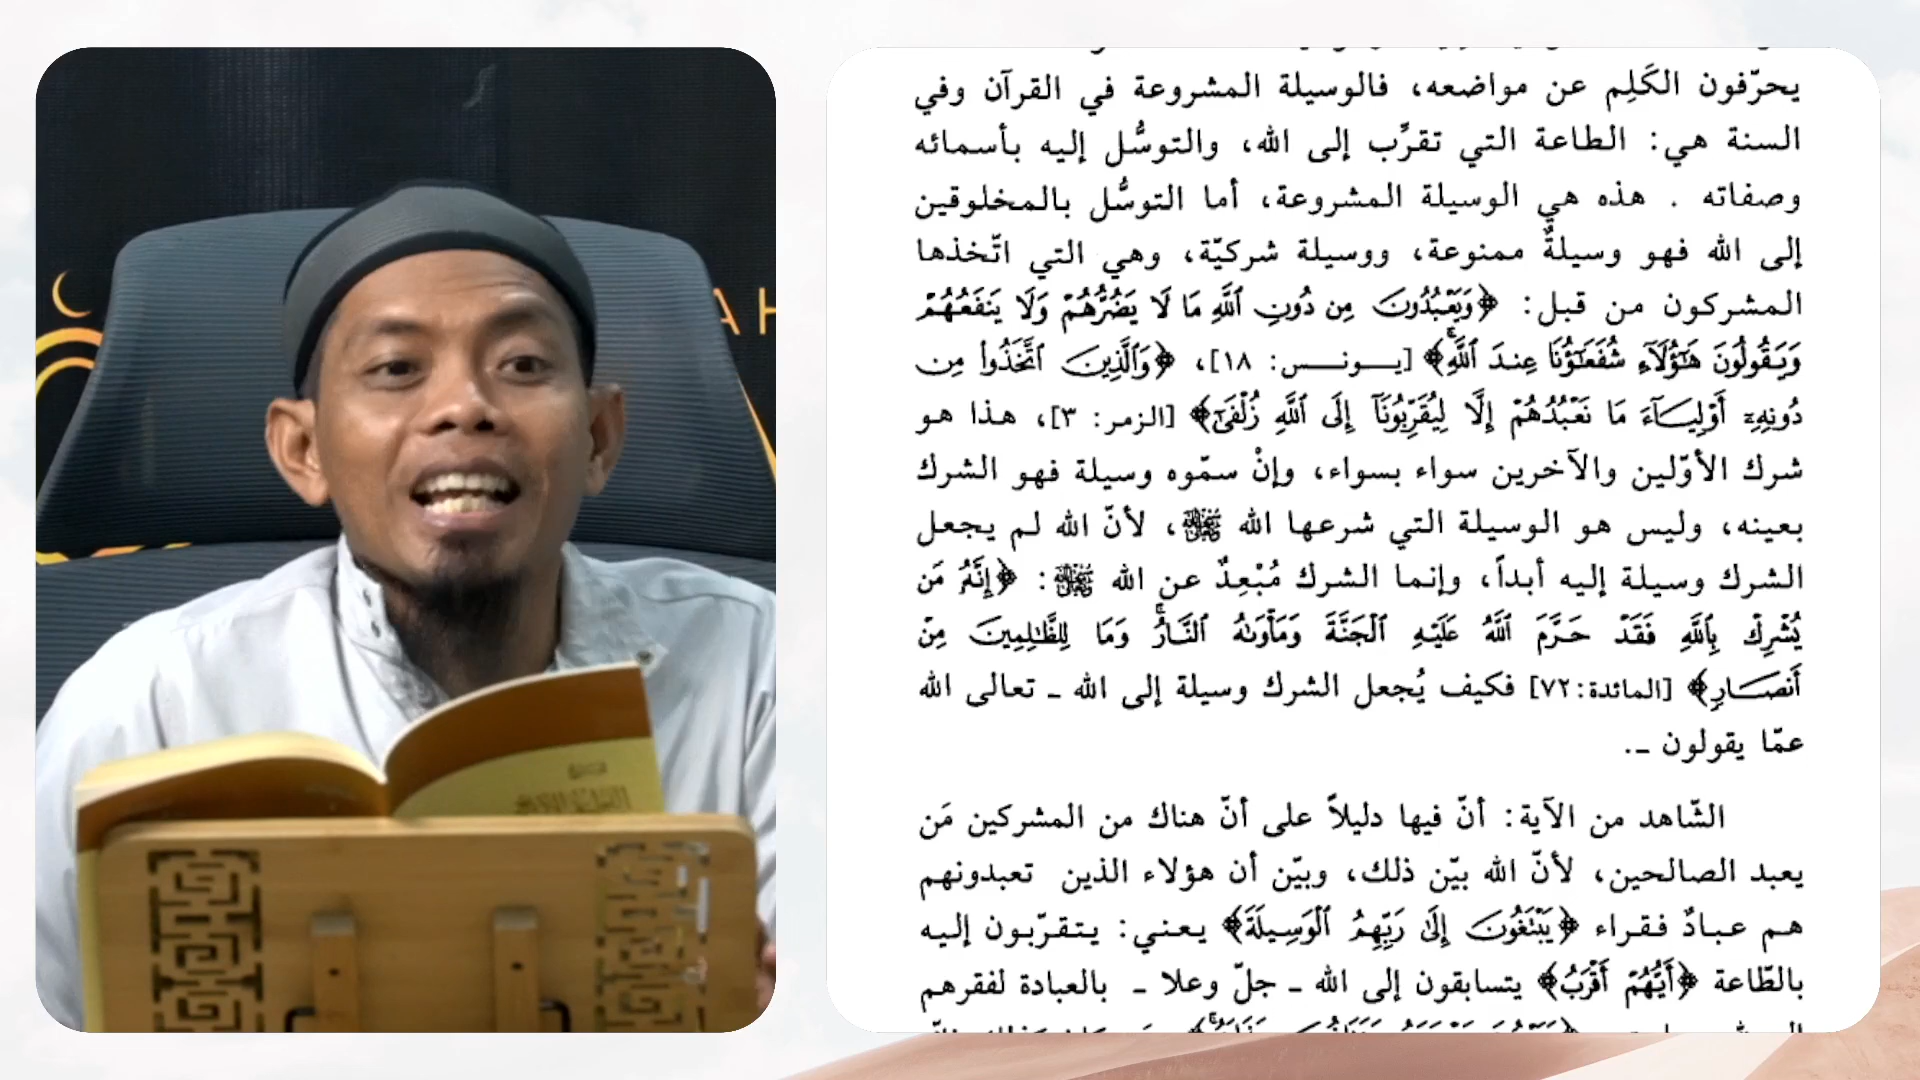 يحرّفون الكَلِم عن مواضعه، فالوسيلة المشروعة في القرآن وفي
السنة هي: الطاعة التي تقرِّب إلى الله، والتوسُّل إليه بأسمائه
وصفاته . هذه هي الوسيلة المشروعة، أما التوسُّل بالمخلوقين
إلى الله فهو وسيلةٌ ممنوعة، ووسيلة شركيّة، وهي التي اتّخذها
المشركون من قبل: ﴿وَيَعْبُدُونَ مِن دُونِ ٱللَّهِ مَا لَا يَضُرُّهُمْ وَلَا يَنفَعُهُمْ
وَيَقُولُونَ هَٰٓؤُلَآءِ شُفَعَٰٓؤُنَا عِندَ ٱللَّهِۚ﴾ [يـونـس: ١٨]، ﴿وَٱلَّذِينَ ٱتَّخَذُوا۟ مِن
دُونِهِۦٓ أَوْلِيَآءَ مَا نَعْبُدُهُمْ إِلَّا لِيُقَرِّبُونَآ إِلَى ٱللَّهِ زُلْفَىٰٓ﴾ [الزمر: ٣]، هذا هو
شرك الأوّلين والآخرين سواء بسواء، وإنْ سمّوه وسيلة فهو الشرك
بعينه، وليس هو الوسيلة التي شرعها الله ، لأنّ الله لم يجعل
الشرك وسيلة إليه أبداً، وإنما الشرك مُبْعِدٌ عن الله : ﴿إِنَّهُۥ مَن
يُشْرِكْ بِٱللَّهِ فَقَدْ حَرَّمَ ٱللَّهُ عَلَيْهِ ٱلْجَنَّةَ وَمَأْوَىٰهُ ٱلنَّارُۖ وَمَا لِلظَّٰلِمِينَ مِنْ
أَنصَارٍ﴾ [المائدة: ٧٢] فكيف يُجعل الشرك وسيلة إلى الله ـ تعالى الله
عمّا يقولون ـ.
الشّاهد من الآية: أنّ فيها دليلاً على أنّ هناك من المشركين مَن
يعبد الصالحين، لأنّ الله بيّن ذلك، وبيّن أن هؤلاء الذين تعبدونهم
هم عبادٌ فقراء ﴿يَبْتَغُونَ إِلَىٰ رَبِّهِمُ ٱلْوَسِيلَةَ﴾ يعني: يتقرّبون إليه
بالطّاعة ﴿أَيُّهُمْ أَقْرَبُ﴾ يتسابقون إلى الله ـ جلّ وعلا ـ بالعبادة لفقرهم